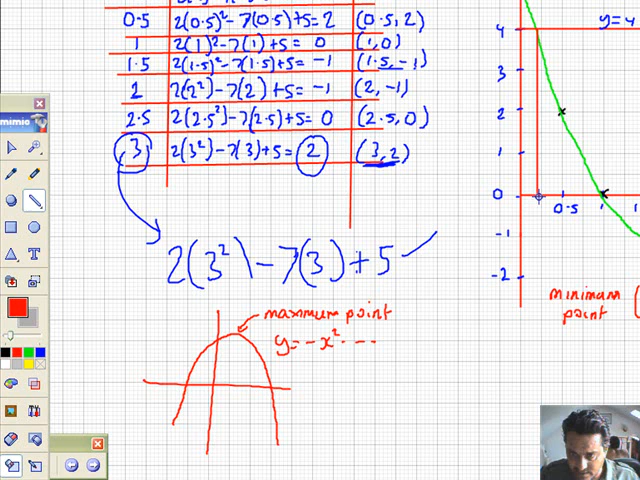 0.5 2(0.5)² - 7(0.5)+5 = 2 (0.5, 2)
1 2(1)² - 7(1)+5 = 0 (1,0)
1.5 2(1.5)² - 7(1.5)+5 = -1 (1.5, -1)
2 2(2²) - 7(2) +5 = -1 (2, -1)
2.5 2(2.5²) - 7(2.5)+5 = 0 (2.5, 0)
3 2(3²) - 7(3) +5 = 2 (3, 2)
2(3²) - 7(3) + 5
maximum point
y = -x² - --
y=4
4
3
2
1
0 0.5 1
-1
-2
minimum
point (
mimio